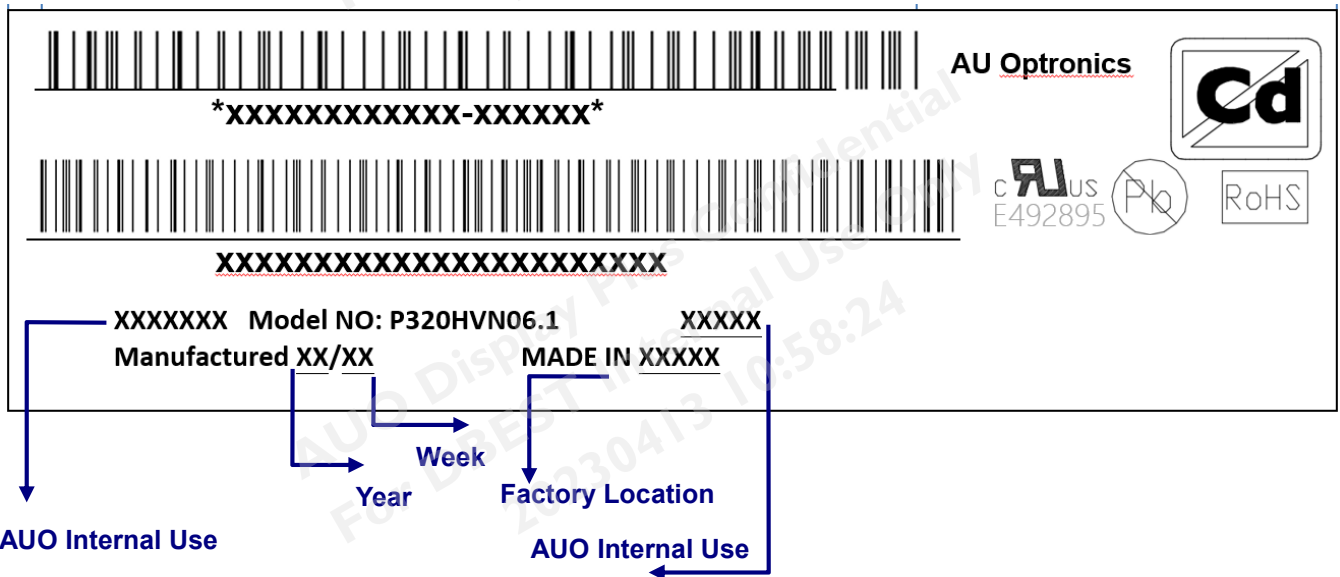 AU Optronics
Cd
*XXXXXXXXXXXX-XXXXXX*
c RU US
E492895
Pb
RoHS
XXXXXXXXXXXXXXXXXXXXXXX
XXXXXXX Model NO: P320HVN06.1 XXXXX
Manufactured XX/XX MADE IN XXXXX
Week
Year
Factory Location
AUO Internal Use
AUO Internal Use
AUO Display Plus Confidential
For DBEST Internal Use Only
20230413 10:58:24